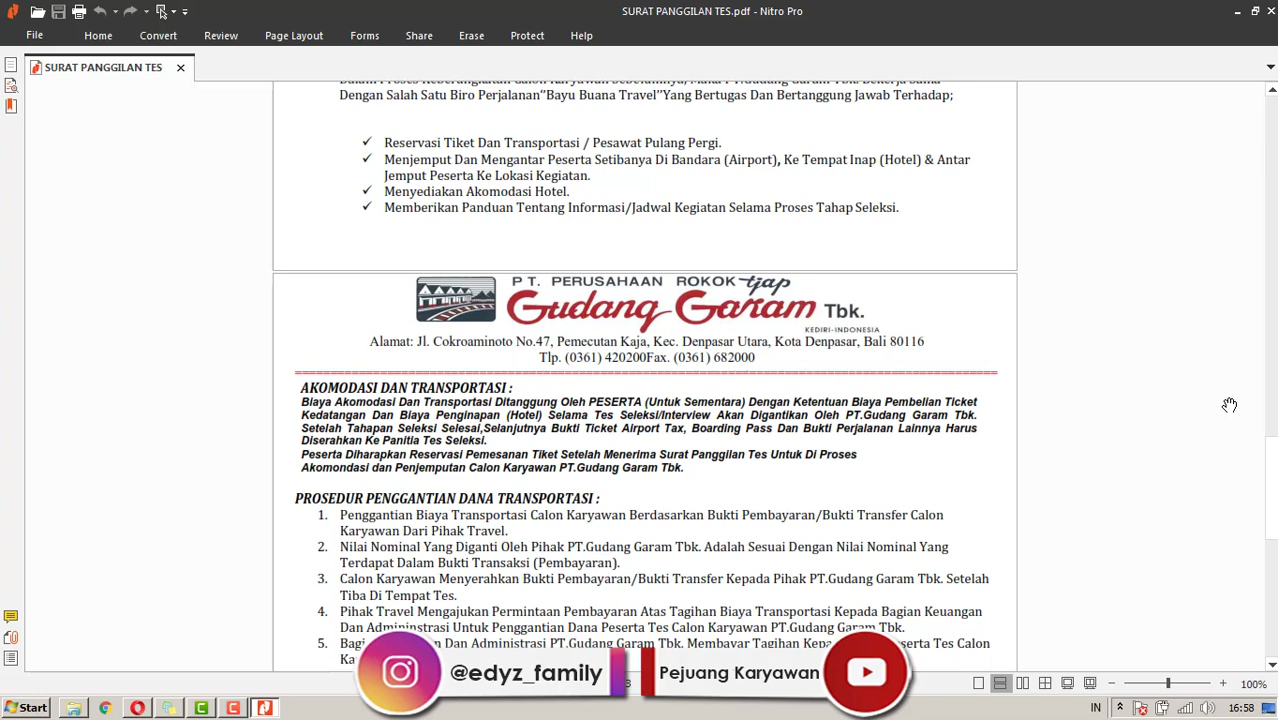 SURAT PANGGILAN TES.pdf - Nitro Pro
File Home Convert Review Page Layout Forms Share Erase Protect Help
SURAT PANGGILAN TES
Dengan Salah Satu Biro Perjalanan"Bayu Buana Travel"Yang Bertugas Dan Bertanggung Jawab Terhadap;
✓ Reservasi Tiket Dan Transportasi / Pesawat Pulang Pergi.
✓ Menjemput Dan Mengantar Peserta Setibanya Di Bandara (Airport), Ke Tempat Inap (Hotel) & Antar
Jemput Peserta Ke Lokasi Kegiatan.
✓ Menyediakan Akomodasi Hotel.
✓ Memberikan Panduan Tentang Informasi/Jadwal Kegiatan Selama Proses Tahap Seleksi.
PT. PERUSAHAAN ROKOK tjap
Gudang Garam Tbk.
KEDIRI-INDONESIA
Alamat: Jl. Cokroaminoto No.47, Pemecutan Kaja, Kec. Denpasar Utara, Kota Denpasar, Bali 80116
Tlp. (0361) 420200Fax. (0361) 682000
AKOMODASI DAN TRANSPORTASI :
Biaya Akomodasi Dan Transportasi Ditanggung Oleh PESERTA (Untuk Sementara) Dengan Ketentuan Biaya Pembelian Ticket
Kedatangan Dan Biaya Penginapan (Hotel) Selama Tes Seleksi/Interview Akan Digantikan Oleh PT.Gudang Garam Tbk.
Setelah Tahapan Seleksi Selesai,Selanjutnya Bukti Ticket Airport Tax, Boarding Pass Dan Bukti Perjalanan Lainnya Harus
Diserahkan Ke Panitia Tes Seleksi.
Peserta Diharapkan Reservasi Pemesanan Tiket Setelah Menerima Surat Panggilan Tes Untuk Di Proses
Akomondasi dan Penjemputan Calon Karyawan PT.Gudang Garam Tbk.
PROSEDUR PENGGANTIAN DANA TRANSPORTASI :
1. Penggantian Biaya Transportasi Calon Karyawan Berdasarkan Bukti Pembayaran/Bukti Transfer Calon
Karyawan Dari Pihak Travel.
2. Nilai Nominal Yang Diganti Oleh Pihak PT.Gudang Garam Tbk. Adalah Sesuai Dengan Nilai Nominal Yang
Terdapat Dalam Bukti Transaksi (Pembayaran).
3. Calon Karyawan Menyerahkan Bukti Pembayaran/Bukti Transfer Kepada Pihak PT.Gudang Garam Tbk. Setelah
Tiba Di Tempat Tes.
4. Pihak Travel Mengajukan Permintaan Pembayaran Atas Tagihan Biaya Transportasi Kepada Bagian Keuangan
Dan Admininstrasi Untuk Penggantian Dana Peserta Tes Calon Karyawan PT.Gudang Garam Tbk.
5. Dan Administrasi PT.Gudang Garam Tbk. Membayar Tagihan Tes Calon
@edyz_family Pejuang Karyawan
100%
Start IN 16:58